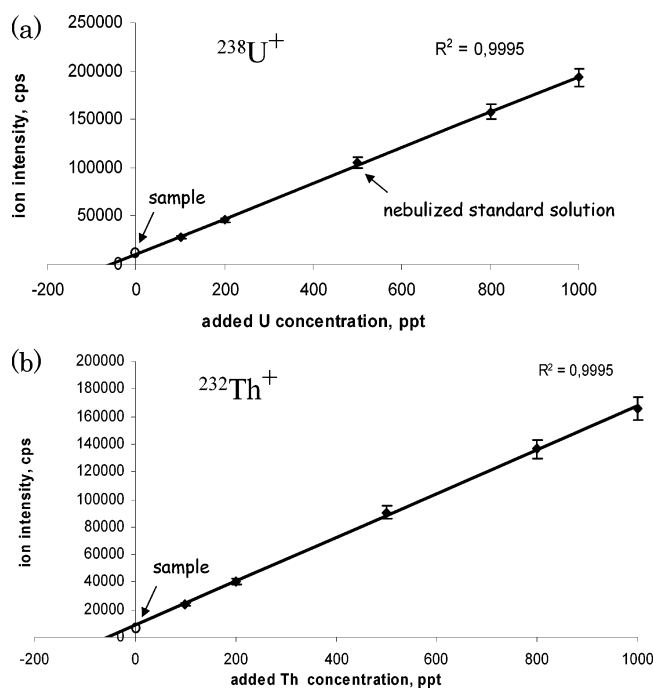 (a)
²³⁸U⁺
R² = 0,9995
250000
200000
150000
100000
50000
0
ion intensity, cps
sample
nebulized standard solution
-200 0 200 400 600 800 1000
added U concentration, ppt
(b)
²³²Th⁺
R² = 0,9995
200000
180000
160000
140000
120000
100000
80000
60000
40000
20000
0
ion intensity, cps
sample
-200 0 200 400 600 800 1000
added Th concentration, ppt